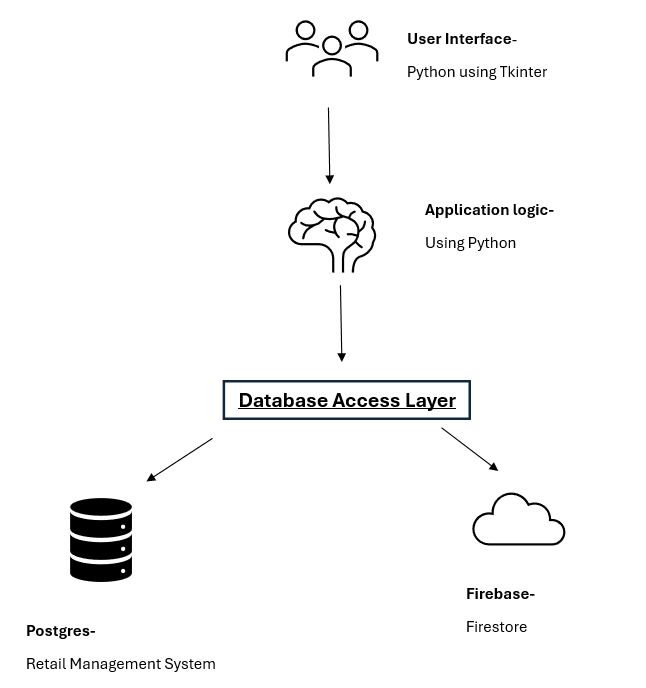 User Interface-
Python using Tkinter
Application logic-
Using Python
Database Access Layer
Firebase-
Firestore
Postgres-
Retail Management System